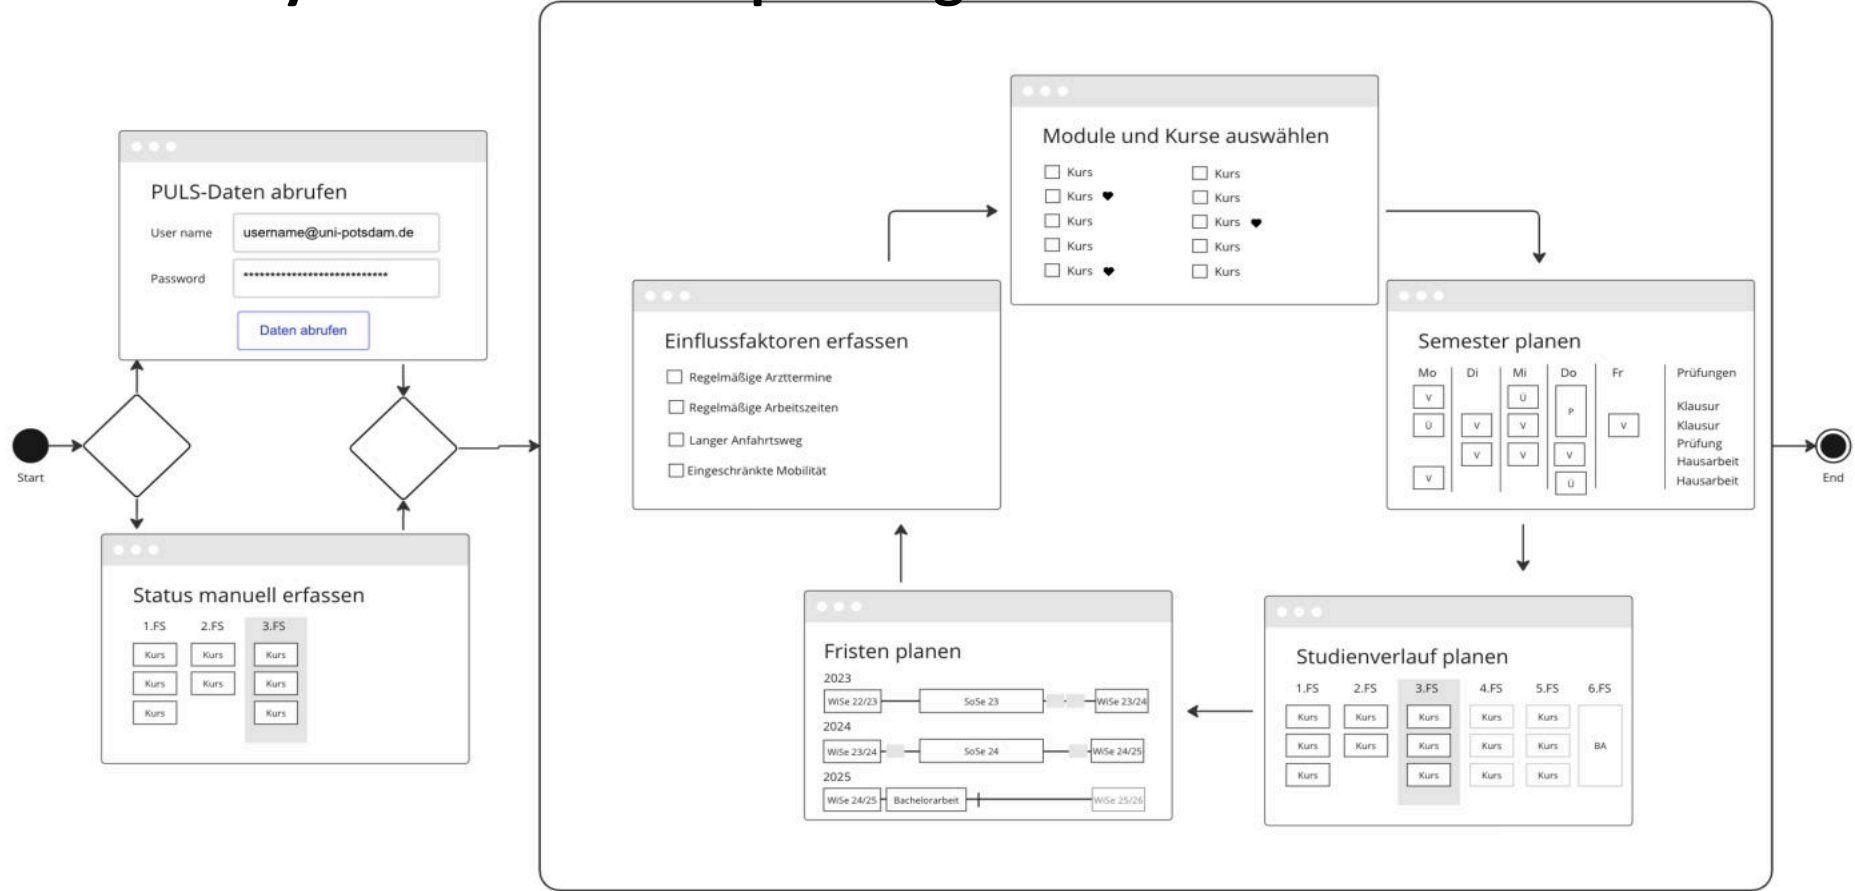 PULS-Daten abrufen
User name
username@uni-potsdam.de
Password
****************************
Daten abrufen
Start
Status manuell erfassen
1.FS 2.FS 3.FS
Kurs Kurs Kurs
Kurs Kurs Kurs
Kurs Kurs
Einflussfaktoren erfassen
Regelmäßige Arzttermine
Regelmäßige Arbeitszeiten
Langer Anfahrtsweg
Eingeschränkte Mobilität
Module und Kurse auswählen
Kurs Kurs
Kurs ♥ Kurs
Kurs Kurs ♥
Kurs Kurs
Kurs ♥ Kurs
Semester planen
Mo Di Mi Do Fr Prüfungen
V Ü P Klausur
Ü V V V Klausur
Prüfung
V V V Hausarbeit
V Ü Hausarbeit
Studienverlauf planen
1.FS 2.FS 3.FS 4.FS 5.FS 6.FS
Kurs Kurs Kurs Kurs Kurs
Kurs Kurs Kurs Kurs Kurs BA
Kurs Kurs Kurs Kurs
Fristen planen
2023
WiSe 22/23 SoSe 23 WiSe 23/24
2024
WiSe 23/24 SoSe 24 WiSe 24/25
2025
WiSe 24/25 Bachelorarbeit WiSe 25/26
End